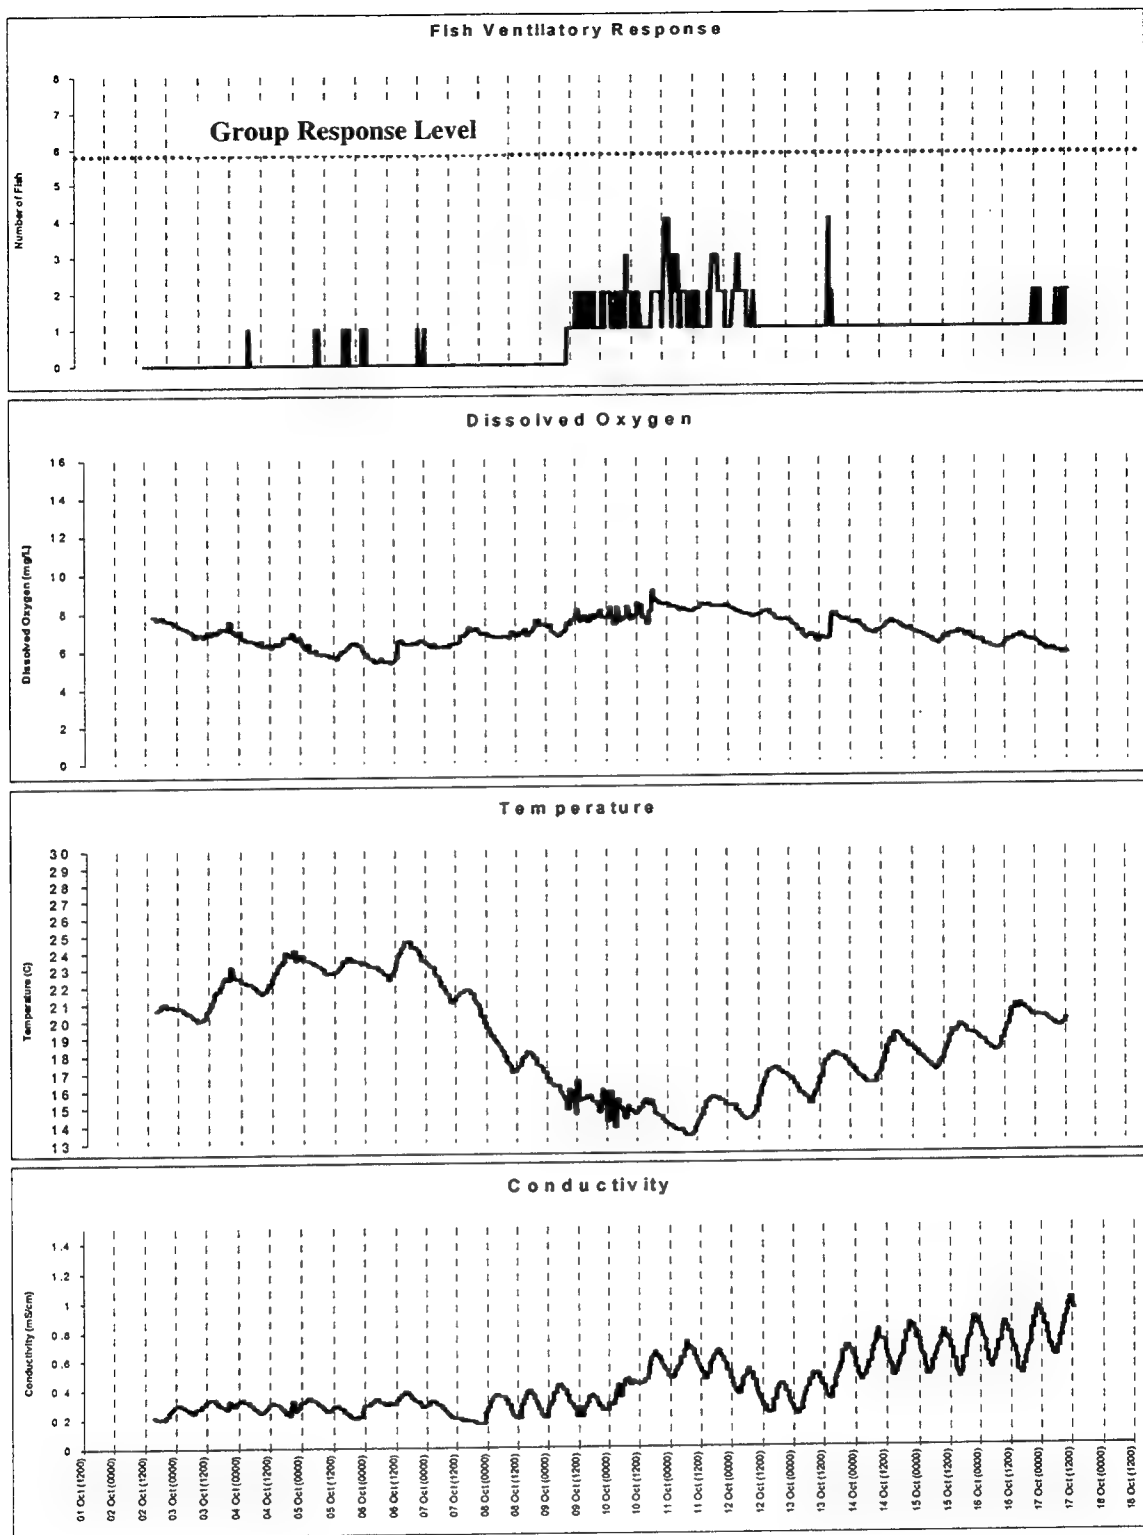 Fish Ventilatory Response
8
7
6
5
4
3
2
1
0
Number of Fish
Group Response Level
Dissolved Oxygen
16
14
12
10
8
6
4
2
0
Dissolved Oxygen (mg/L)
Temperature
30
29
28
27
26
25
24
23
22
21
20
19
18
17
16
15
14
13
Temperature (C)
Conductivity
1.4
1.2
1
0.8
0.6
0.4
0.2
0
Conductivity (mS/cm)
01 Oct (1200)
02 Oct (0000)
02 Oct (1200)
03 Oct (0000)
03 Oct (1200)
04 Oct (0000)
04 Oct (1200)
05 Oct (0000)
05 Oct (1200)
06 Oct (0000)
06 Oct (1200)
07 Oct (0000)
07 Oct (1200)
08 Oct (0000)
08 Oct (1200)
09 Oct (0000)
09 Oct (1200)
10 Oct (0000)
10 Oct (1200)
11 Oct (0000)
11 Oct (1200)
12 Oct (0000)
12 Oct (1200)
13 Oct (0000)
13 Oct (1200)
14 Oct (0000)
14 Oct (1200)
15 Oct (0000)
15 Oct (1200)
16 Oct (0000)
16 Oct (1200)
17 Oct (0000)
17 Oct (1200)
18 Oct (0000)
18 Oct (1200)